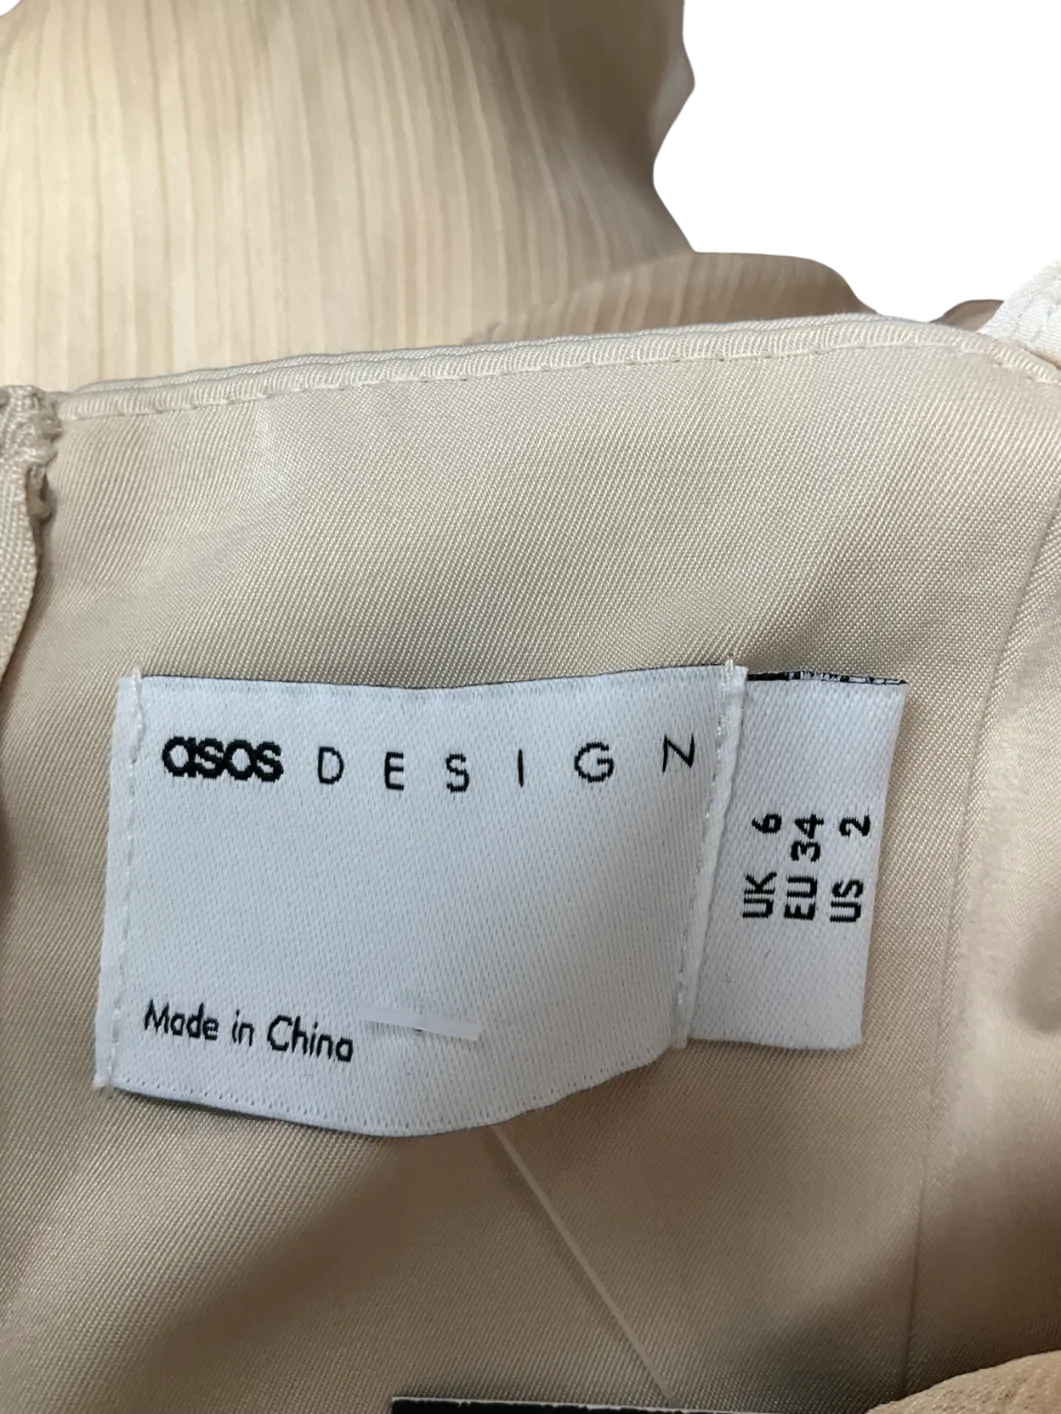 asos DESIGN
Made in China
UK 6
EU 34
US 2